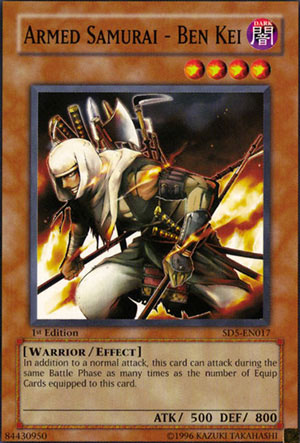 ARMED SAMURAI - BEN KEI
DARK
闇
1st Edition
SD5-EN017
[WARRIOR/EFFECT]
In addition to a normal attack, this card can attack during the
same Battle Phase as many times as the number of Equip
Cards equipped to this card.
ATK/ 500 DEF/ 800
84430950
©1996 KAZUKI TAKAHASHI